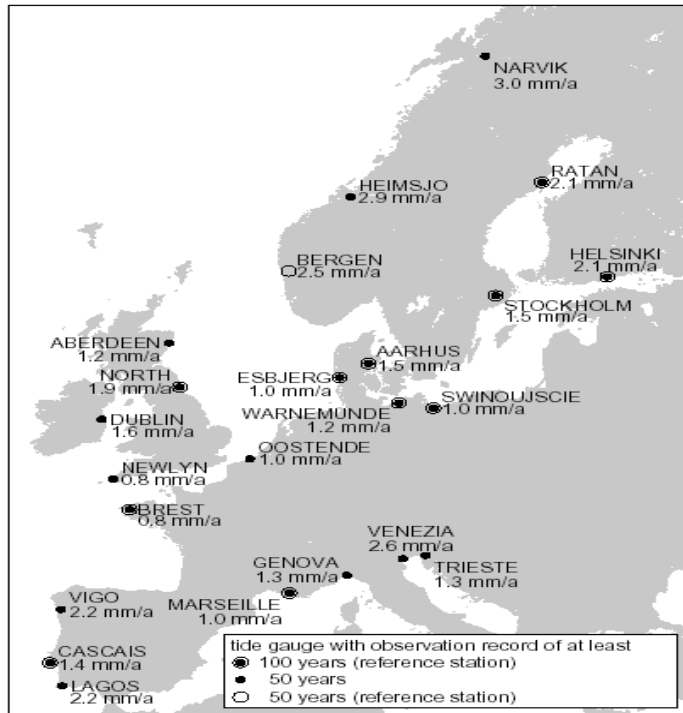 NARVIK
3.0 mm/a
RATAN
2.1 mm/a
HEIMSJO
2.9 mm/a
BERGEN
2.5 mm/a
HELSINKI
2.1 mm/a
STOCKHOLM
1.5 mm/a
ABERDEEN
1.2 mm/a
AARHUS
1.5 mm/a
NORTH
1.9 mm/a
ESBJERG
1.0 mm/a
SWINOUJSCIE
1.0 mm/a
WARNEMUNDE
1.2 mm/a
DUBLIN
1.6 mm/a
OOSTENDE
1.0 mm/a
NEWLYN
0.8 mm/a
BREST
0.8 mm/a
VENEZIA
2.6 mm/a
GENOVA
1.3 mm/a
TRIESTE
1.3 mm/a
VIGO
2.2 mm/a
MARSEILLE
1.0 mm/a
CASCAIS
1.4 mm/a
LAGOS
2.2 mm/a
tide gauge with observation record of at least
100 years (reference station)
50 years
50 years (reference station)